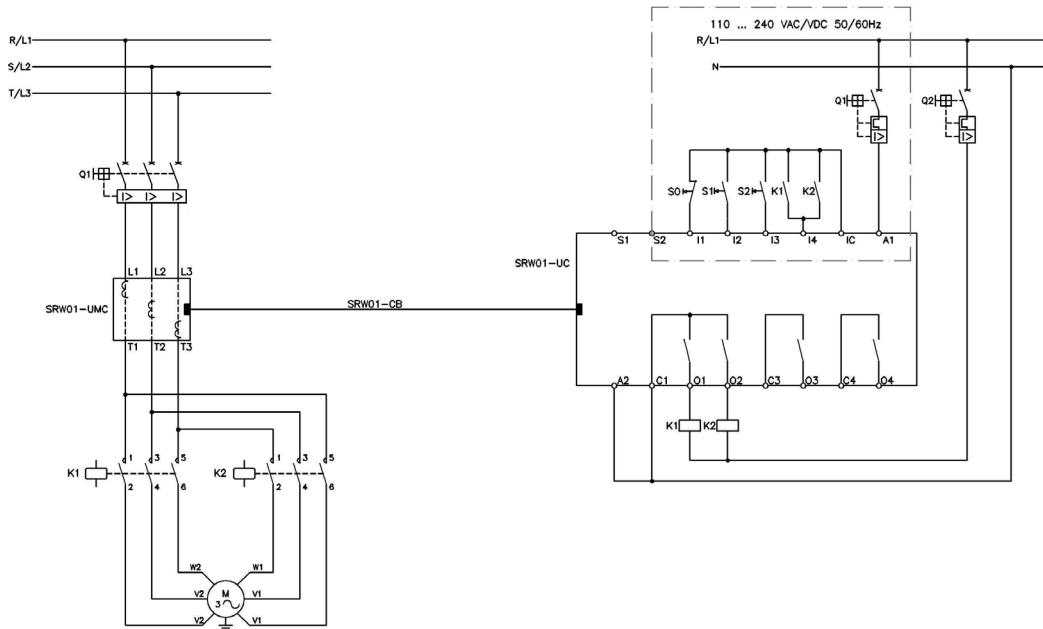 110 ... 240 VAC/VDC 50/60Hz
R/L1
S/L2
T/L3
R/L1
N
Q1
Q1
Q2
I> I> I>
I>
I>
S0 S1 S2 K1 K2
S1 S2 I1 I2 I3 I4 IC A1
SRW01-UC
L1 L2 L3
SRW01-UMC
SRW01-CB
T1 T2 T3
A2 C1 O1 O2 C3 O3 C4 O4
K1 K2
K1
1 3 5
2 4 6
K2
1 3 5
2 4 6
W2 W1
M
3
V2 V1
V2 V1